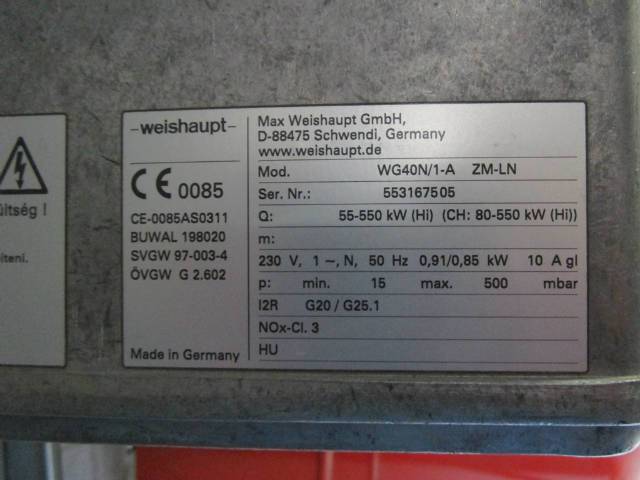 ültség !
íteni.
-weishaupt-
CE 0085
CE-0085AS0311
BUWAL 198020
SVGW 97-003-4
ÖVGW G 2.602
Made in Germany
Max Weishaupt GmbH,
D-88475 Schwendi, Germany
www.weishaupt.de
Mod. WG40N/1-A ZM-LN
Ser. Nr.: 553167505
Q: 55-550 kW (Hi) (CH: 80-550 kW (Hi))
m:
230 V, 1 ~, N, 50 Hz 0,91/0,85 kW 10 A gl
p: min. 15 max. 500 mbar
I2R G20 / G25.1
NOx-Cl. 3
HU